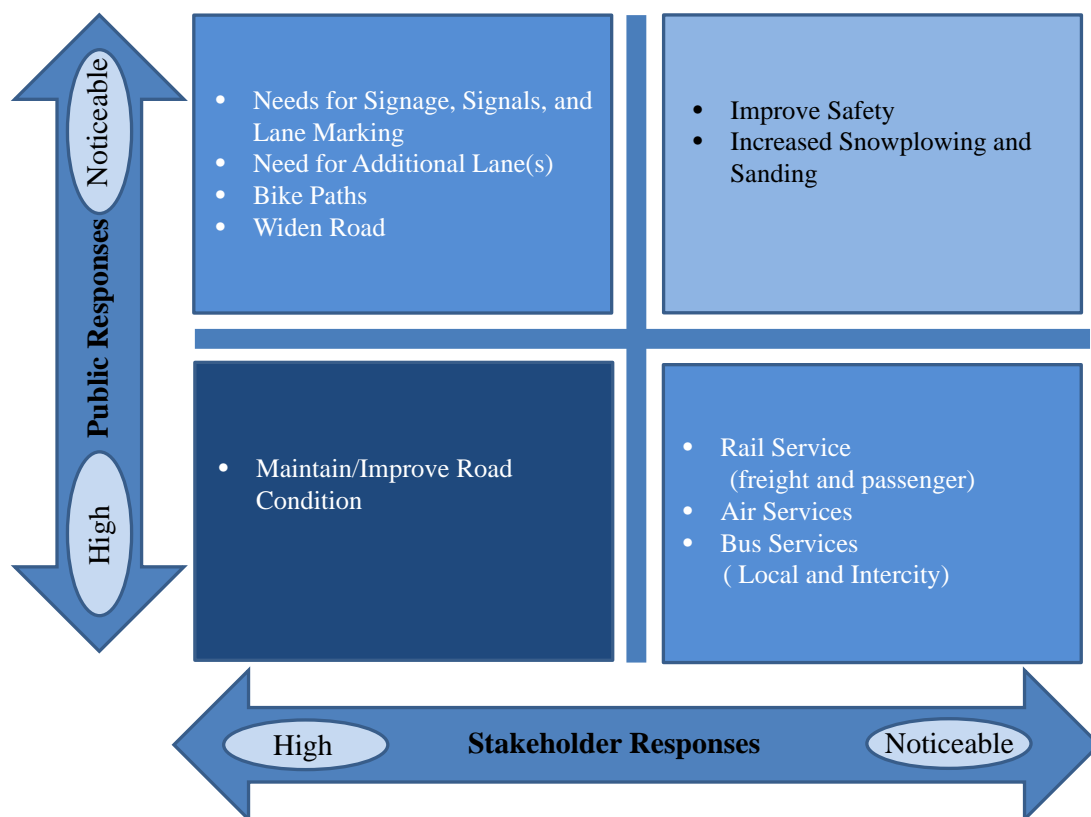 Noticeable
Public Responses
High
• Needs for Signage, Signals, and
Lane Marking
• Need for Additional Lane(s)
• Bike Paths
• Widen Road
• Improve Safety
• Increased Snowplowing and
Sanding
• Maintain/Improve Road
Condition
• Rail Service
(freight and passenger)
• Air Services
• Bus Services
( Local and Intercity)
High
Stakeholder Responses
Noticeable